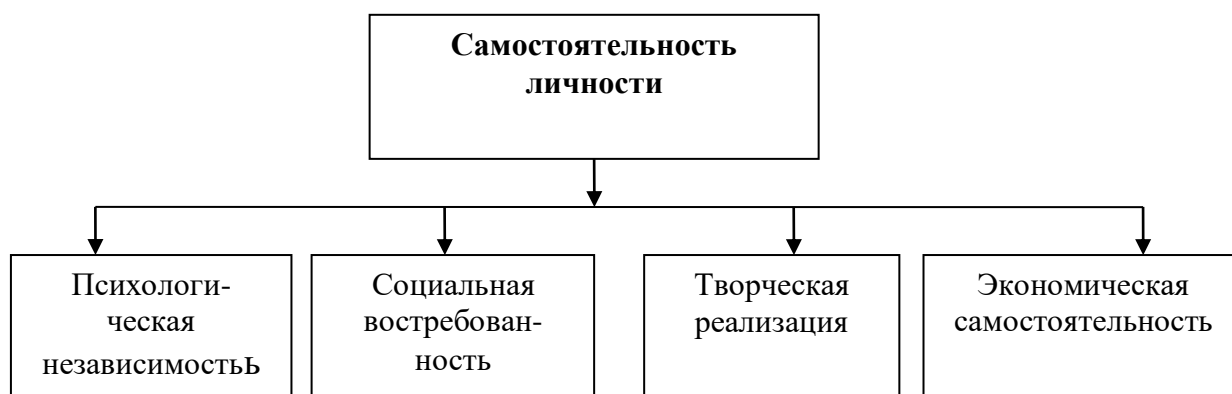 Самостоятельность
личности
Психологи-
ческая
независимостьь
Социальная
востребован-
ность
Творческая
реализация
Экономическая
самостоятельность